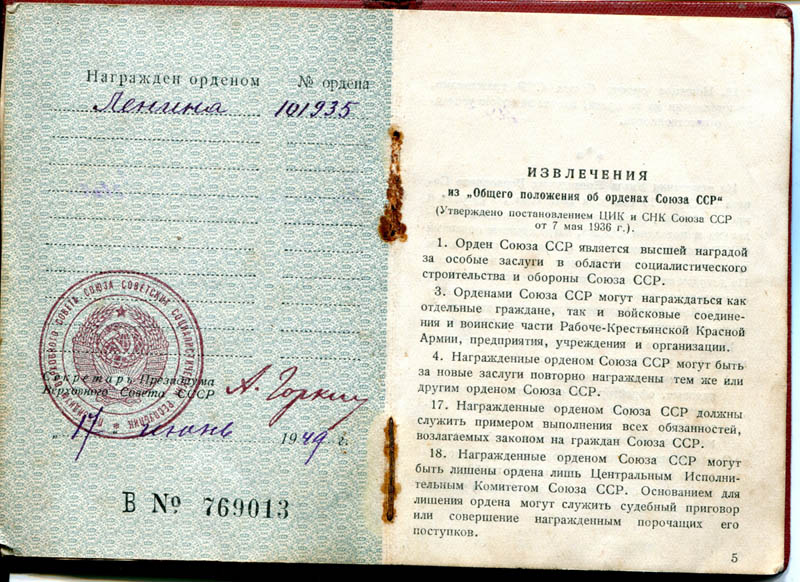 Награжден орденом № ордена
Ленина 101935
Секретарь Президиума
Верховного Совета СССР А. Горкин
„ 17 “ июнь 1949 г.
В № 769013
ИЗВЛЕЧЕНИЯ
из „Общего положения об орденах Союза ССР“
(Утверждено постановлением ЦИК и СНК Союза ССР
от 7 мая 1936 г.).
1. Орден Союза ССР является высшей наградой
за особые заслуги в области социалистического
строительства и обороны Союза ССР.
3. Орденами Союза ССР могут награждаться как
отдельные граждане, так и войсковые соедине-
ния и воинские части Рабоче-Крестьянской Красной
Армии, предприятия, учреждения и организации.
4. Награжденные орденом Союза ССР могут быть
за новые заслуги повторно награждены тем же или
другим орденом Союза ССР.
17. Награжденные орденом Союза ССР должны
служить примером выполнения всех обязанностей,
возлагаемых законом на граждан Союза ССР.
18. Награжденные орденом Союза ССР могут
быть лишены ордена лишь Центральным Исполни-
тельным Комитетом Союза ССР. Основанием для
лишения ордена могут служить судебный приговор
или совершение награжденным порочащих его
поступков.
5